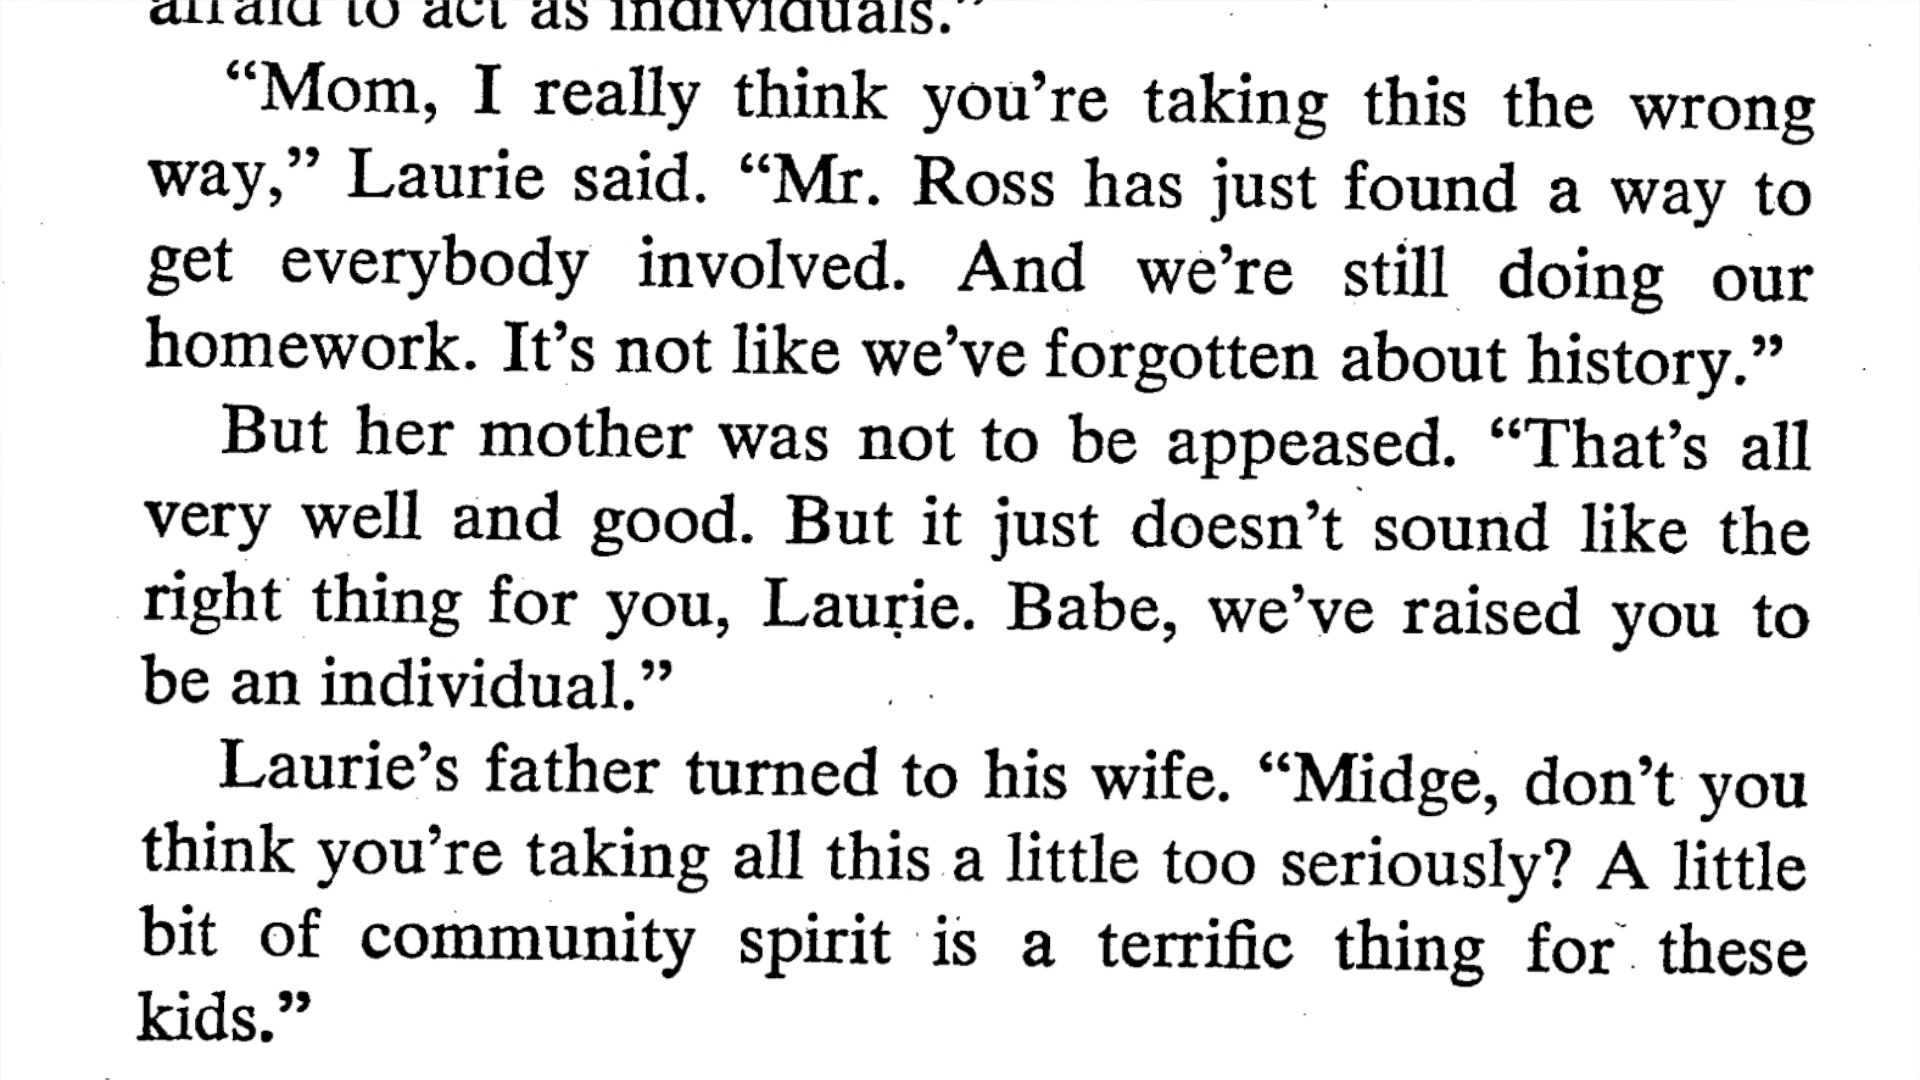 afraid to act as individuals.”
“Mom, I really think you’re taking this the wrong
way,” Laurie said. “Mr. Ross has just found a way to
get everybody involved. And we’re still doing our
homework. It’s not like we’ve forgotten about history.”
But her mother was not to be appeased. “That’s all
very well and good. But it just doesn’t sound like the
right thing for you, Laurie. Babe, we’ve raised you to
be an individual.”
Laurie’s father turned to his wife. “Midge, don’t you
think you’re taking all this a little too seriously? A little
bit of community spirit is a terrific thing for these
kids.”